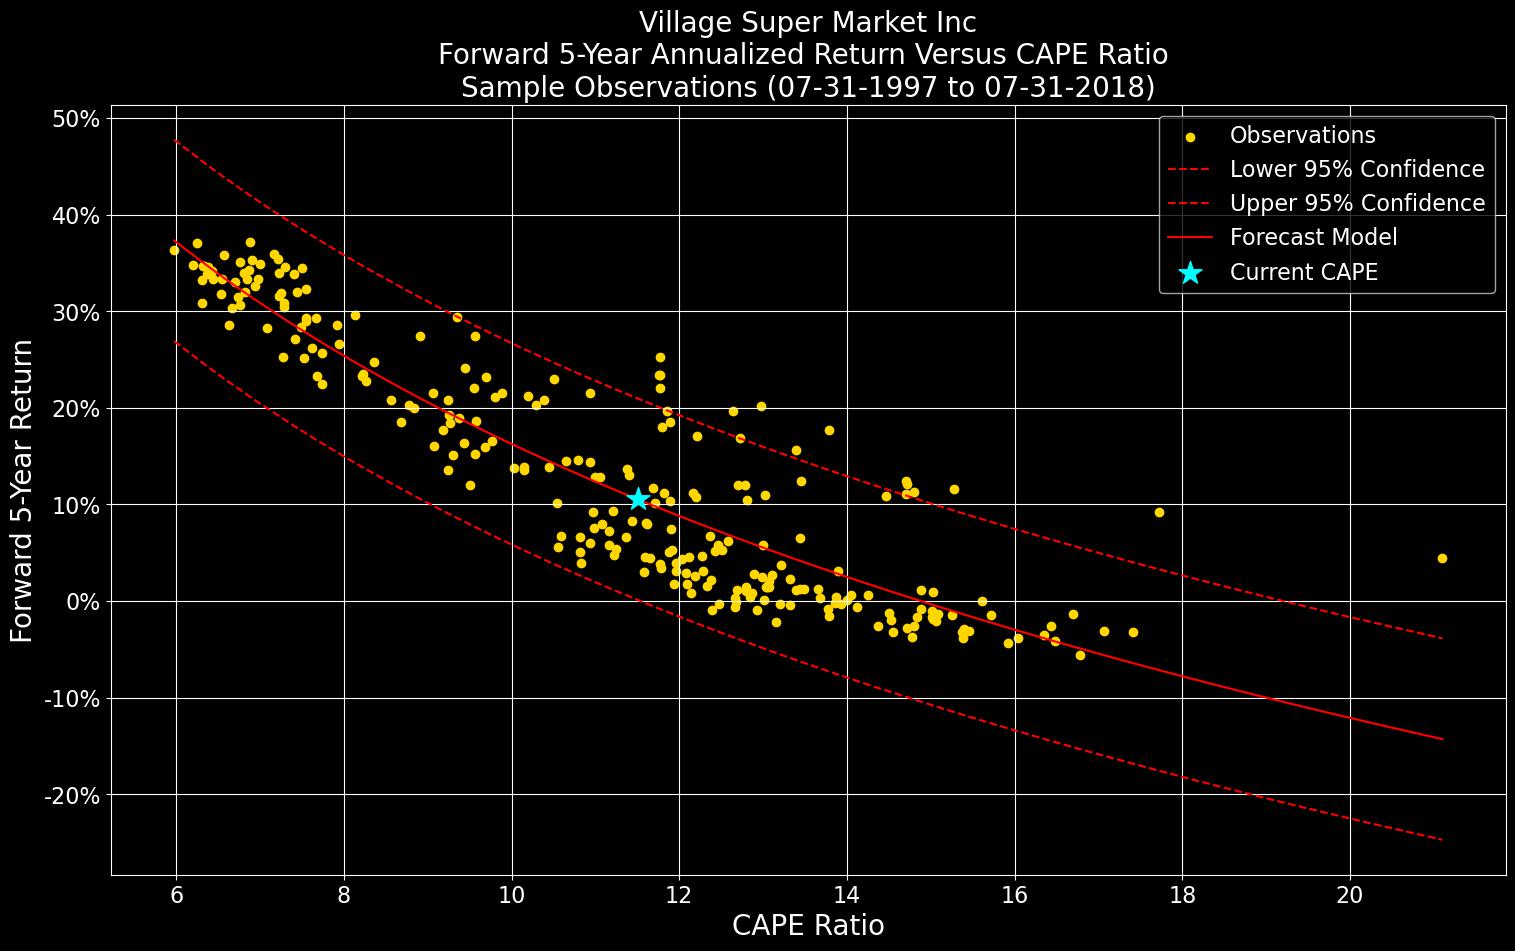 Village Super Market Inc
Forward 5-Year Annualized Return Versus CAPE Ratio
Sample Observations (07-31-1997 to 07-31-2018)
Forward 5-Year Return
50%
40%
30%
20%
10%
0%
-10%
-20%
Observations
Lower 95% Confidence
Upper 95% Confidence
Forecast Model
Current CAPE
6 8 10 12 14 16 18 20
CAPE Ratio